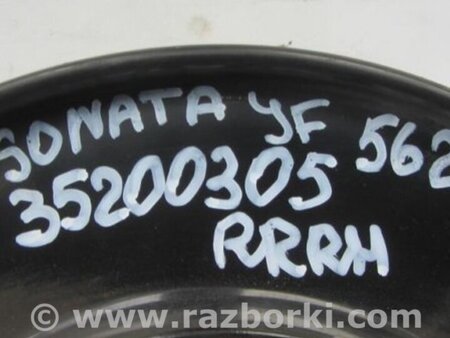 SONATA YF 562
35200305
RRRH
© www.razborki.com